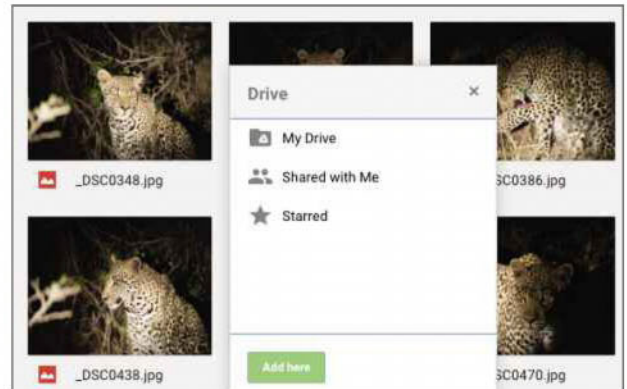 Drive ×
My Drive
_DSC0348.jpg
Shared with Me
SC0386.jpg
Starred
Add here
_DSC0438.jpg
SC0470.jpg